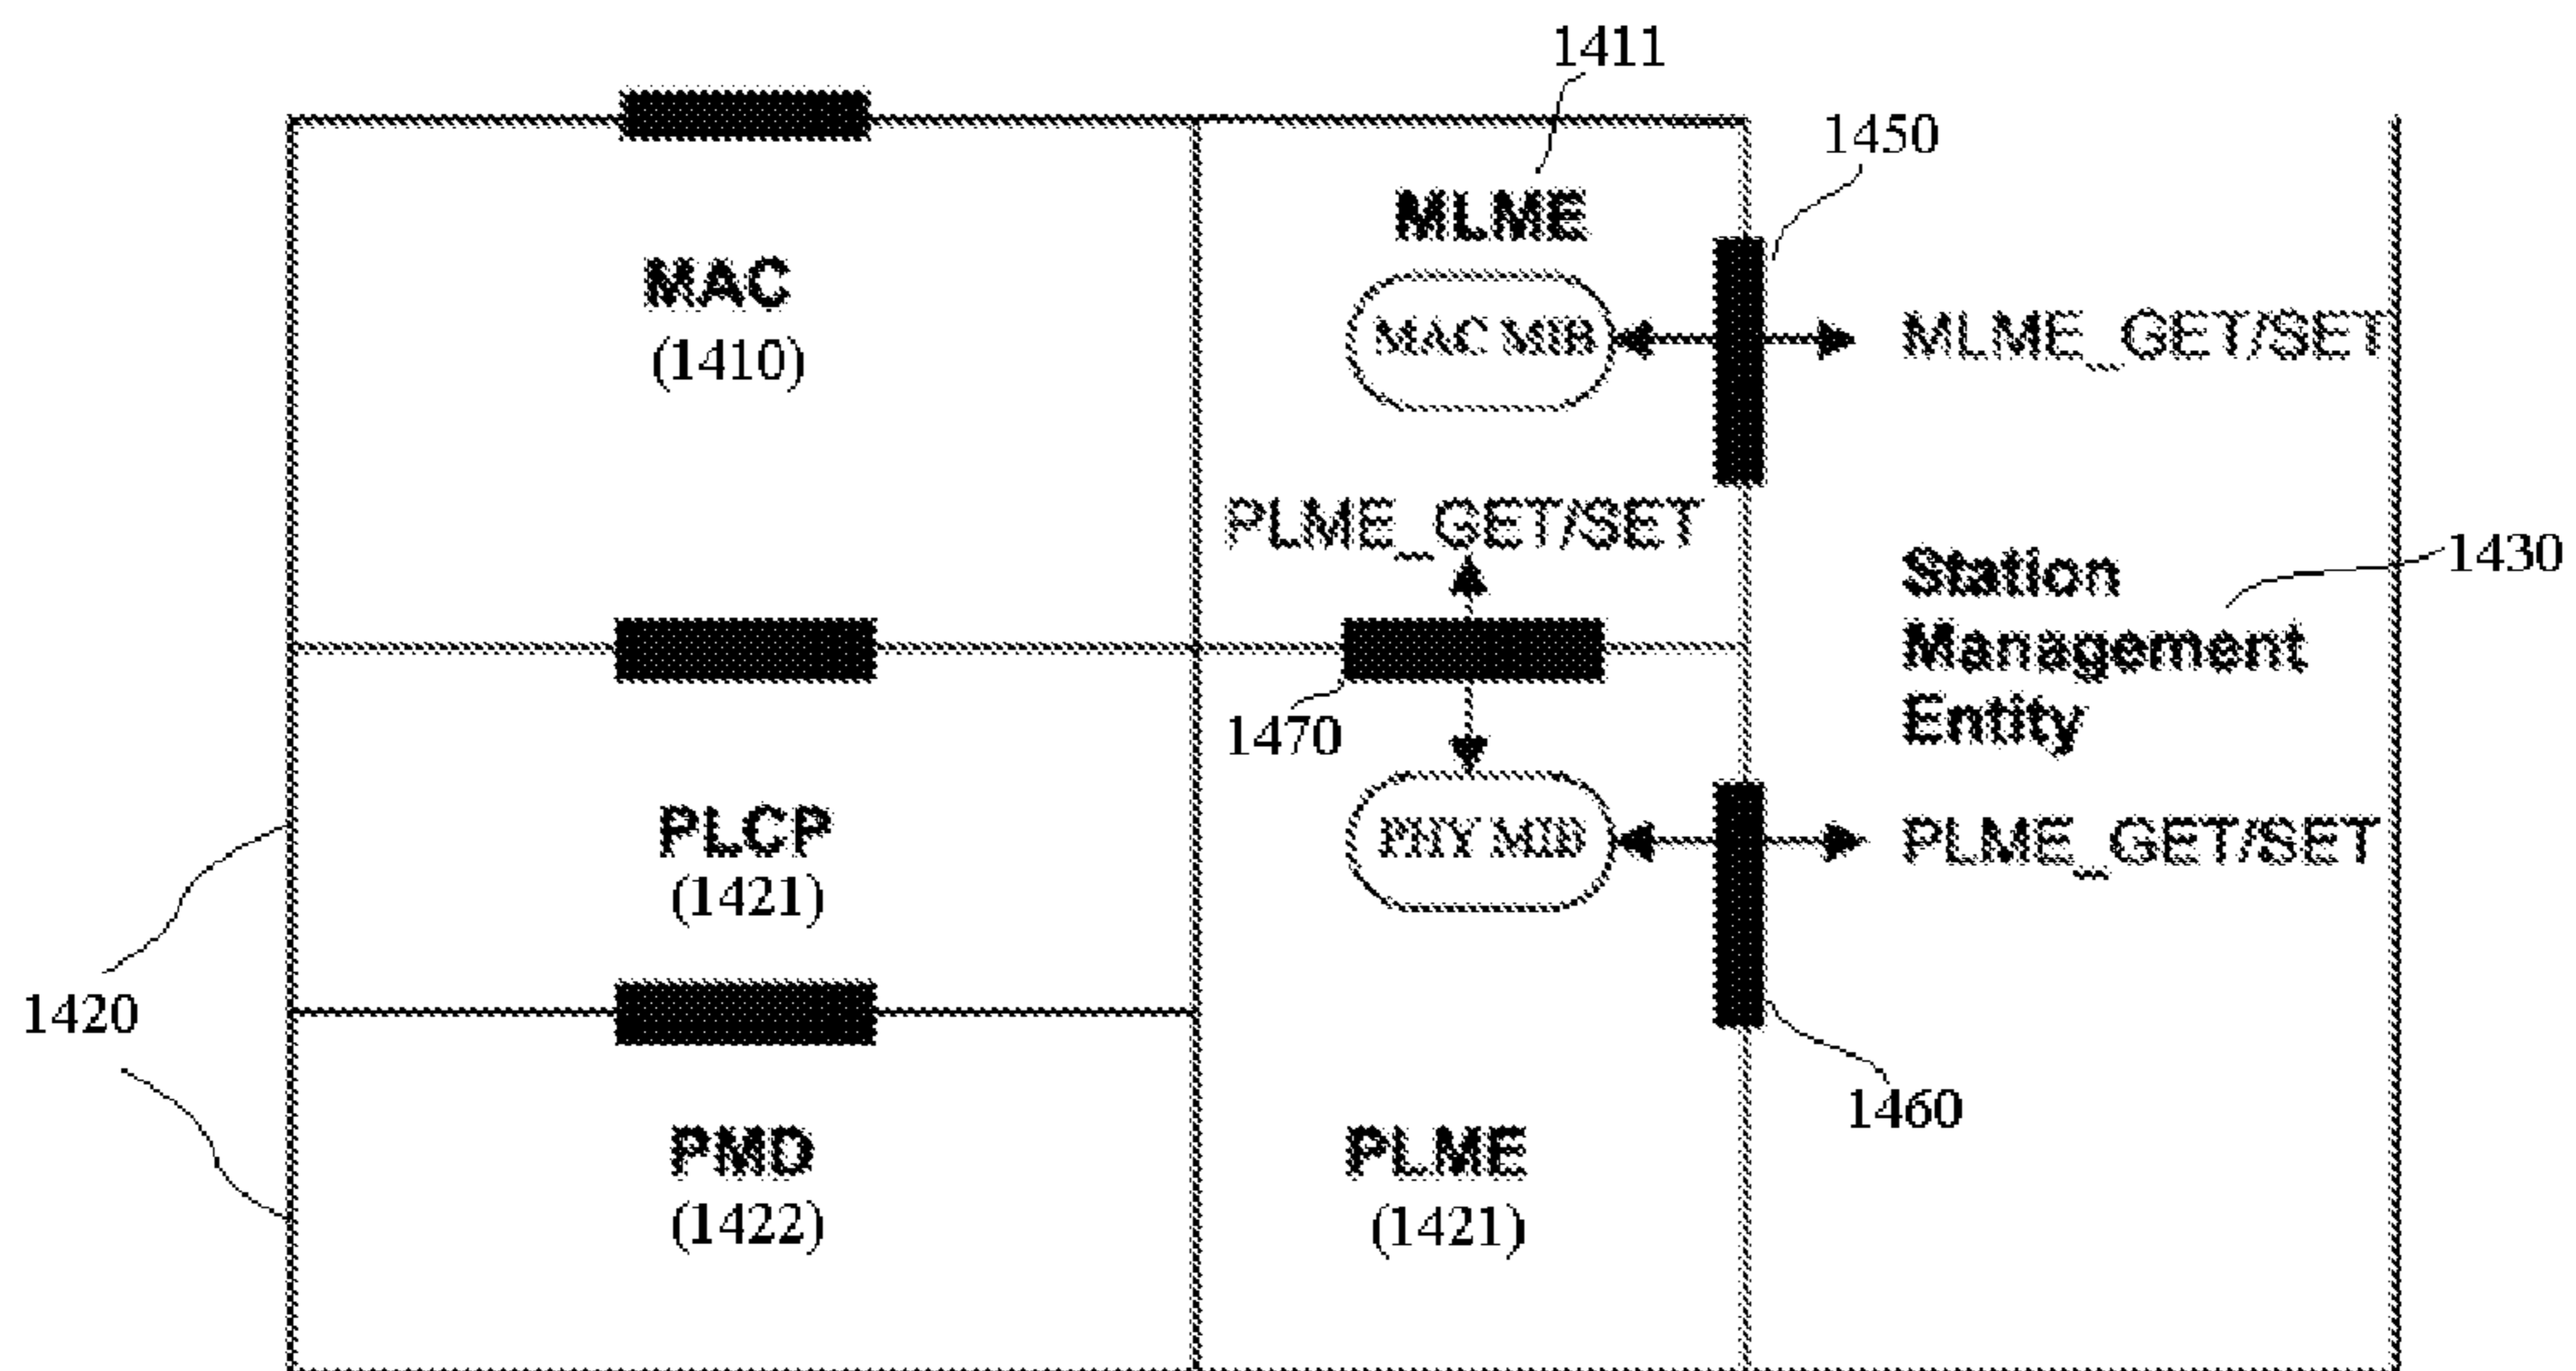 1411
1450
MLME
MAC
(1410)
MAC MIB
MLME_GET/SET
PLME_GET/SET
1430
Station
Management
Entity
1470
PLCP
(1421)
PHY MIB
PLME_GET/SET
1420
1460
PMD
(1422)
PLME
(1421)